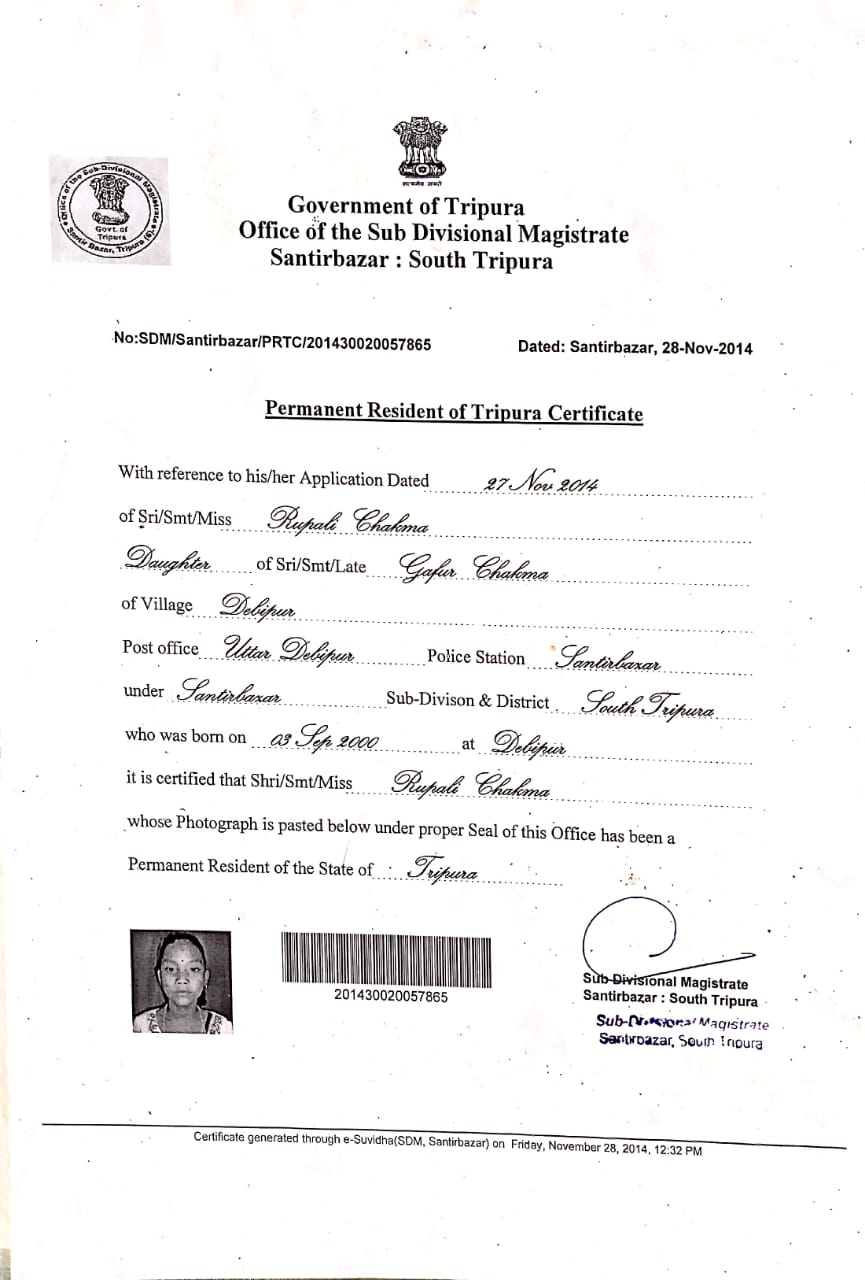 Office of the Sub-Divisional Magistrate
Govt. of
Tripura
Santir Bazar, Tripura (S)
सत्यमेव जयते
Government of Tripura
Office of the Sub Divisional Magistrate
Santirbazar : South Tripura
No:SDM/Santirbazar/PRTC/201430020057865 Dated: Santirbazar, 28-Nov-2014
Permanent Resident of Tripura Certificate
With reference to his/her Application Dated 27 Nov 2014
of Sri/Smt/Miss Rupali Chakma
Daughter of Sri/Smt/Late Gafur Chakma
of Village Debipur
Post office Uttar Debipur Police Station Santirbazar
under Santirbazar Sub-Divison & District South Tripura
who was born on 03 Sep 2000 at Debipur
it is certified that Shri/Smt/Miss Rupali Chakma
whose Photograph is pasted below under proper Seal of this Office has been a
Permanent Resident of the State of Tripura
201430020057865
Sub-Divisional Magistrate
Santirbazar : South Tripura
Sub-Divisional Magistrate
Santirbazar, South Tripura
Certificate generated through e-Suvidha(SDM, Santirbazar) on Friday, November 28, 2014, 12:32 PM